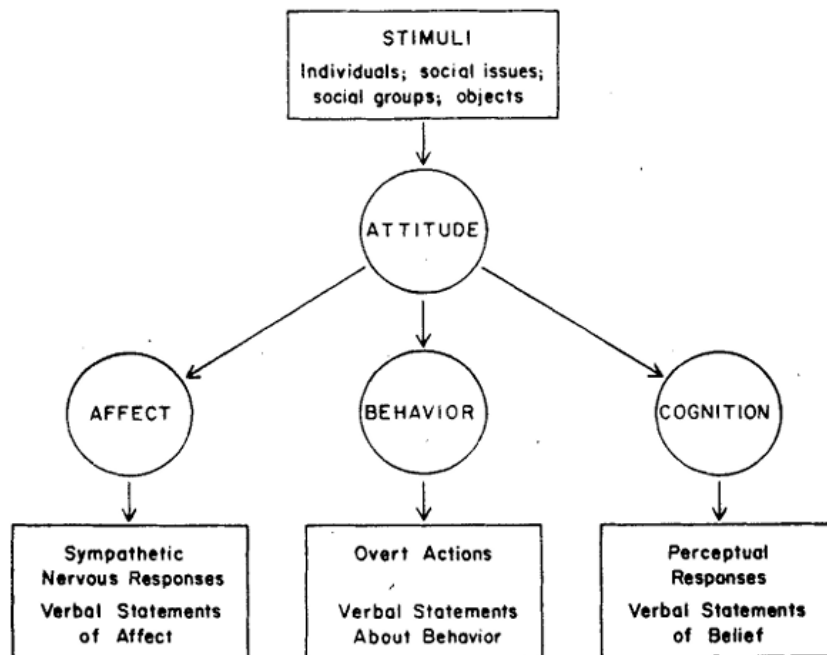 STIMULI
Individuals; social issues;
social groups; objects
ATTITUDE
AFFECT
BEHAVIOR
COGNITION
Sympathetic
Nervous Responses
Verbal Statements
of Affect
Overt Actions
Verbal Statements
About Behavior
Perceptual
Responses
Verbal Statements
of Belief